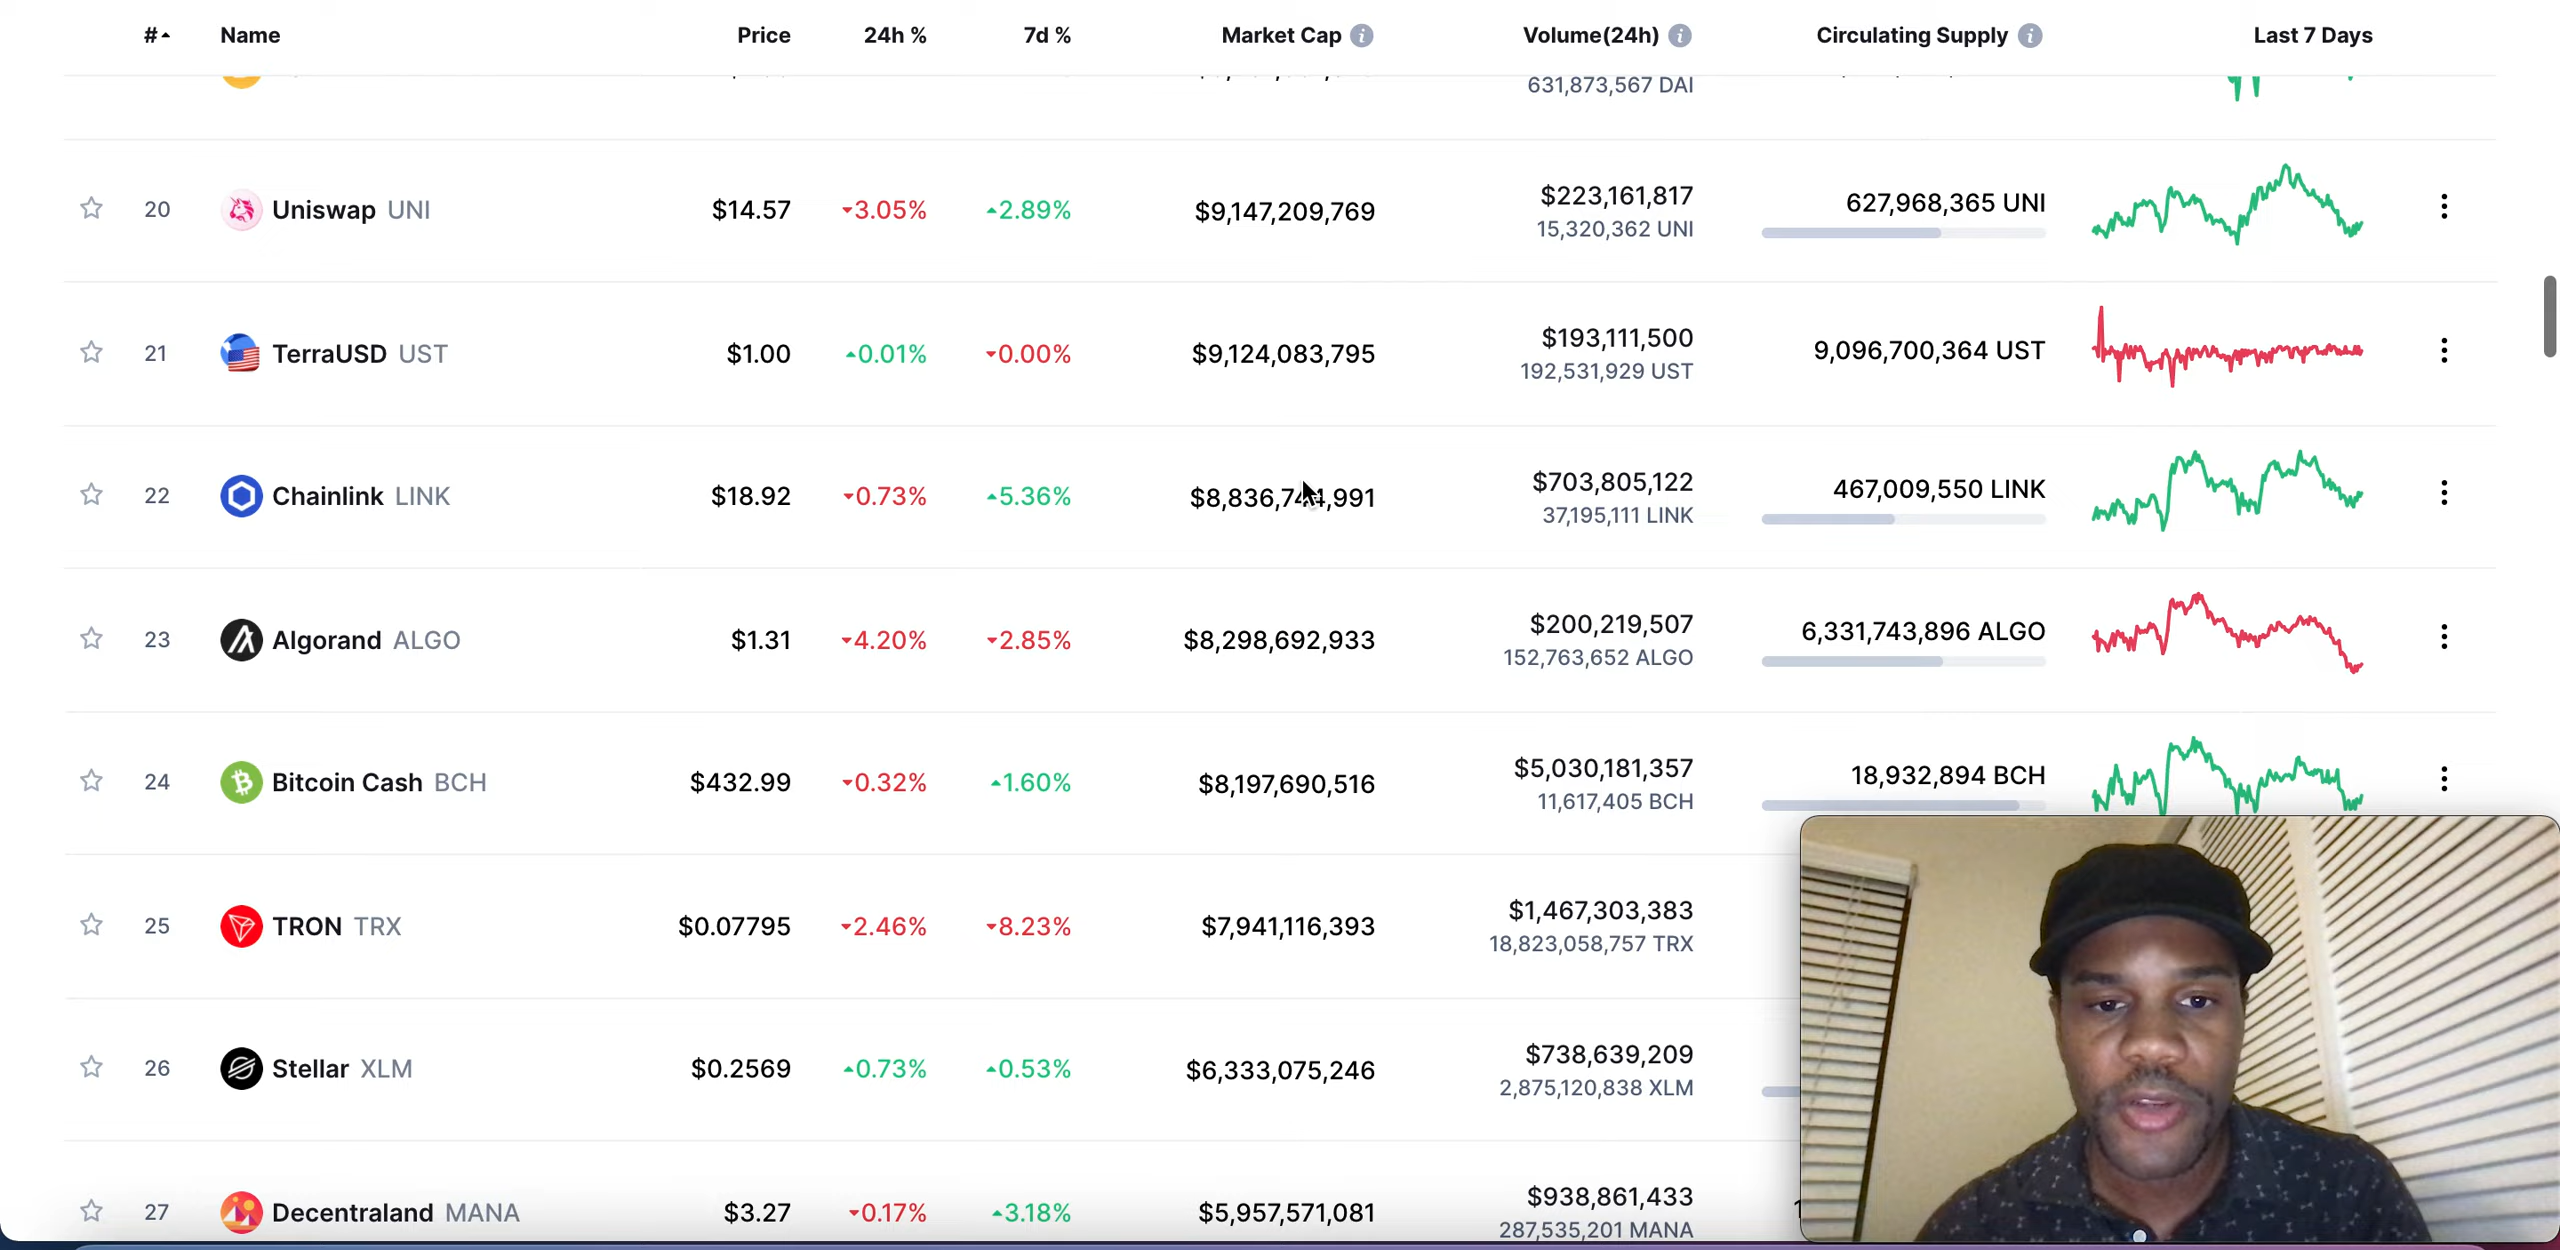 # Name Price 24h % 7d % Market Cap Volume(24h) Circulating Supply Last 7 Days
631,873,567 DAI
20 Uniswap UNI $14.57 3.05% 2.89% $9,147,209,769 $223,161,817 627,968,365 UNI
15,320,362 UNI
21 TerraUSD UST $1.00 0.01% 0.00% $9,124,083,795 $193,111,500 9,096,700,364 UST
192,531,929 UST
22 Chainlink LINK $18.92 0.73% 5.36% $8,836,744,991 $703,805,122 467,009,550 LINK
37,195,111 LINK
23 Algorand ALGO $1.31 4.20% 2.85% $8,298,692,933 $200,219,507 6,331,743,896 ALGO
152,763,652 ALGO
24 Bitcoin Cash BCH $432.99 0.32% 1.60% $8,197,690,516 $5,030,181,357 18,932,894 BCH
11,617,405 BCH
25 TRON TRX $0.07795 2.46% 8.23% $7,941,116,393 $1,467,303,383
18,823,058,757 TRX
26 Stellar XLM $0.2569 0.73% 0.53% $6,333,075,246 $738,639,209
2,875,120,838 XLM
27 Decentraland MANA $3.27 0.17% 3.18% $5,957,571,081 $938,861,433
287,535,201 MANA